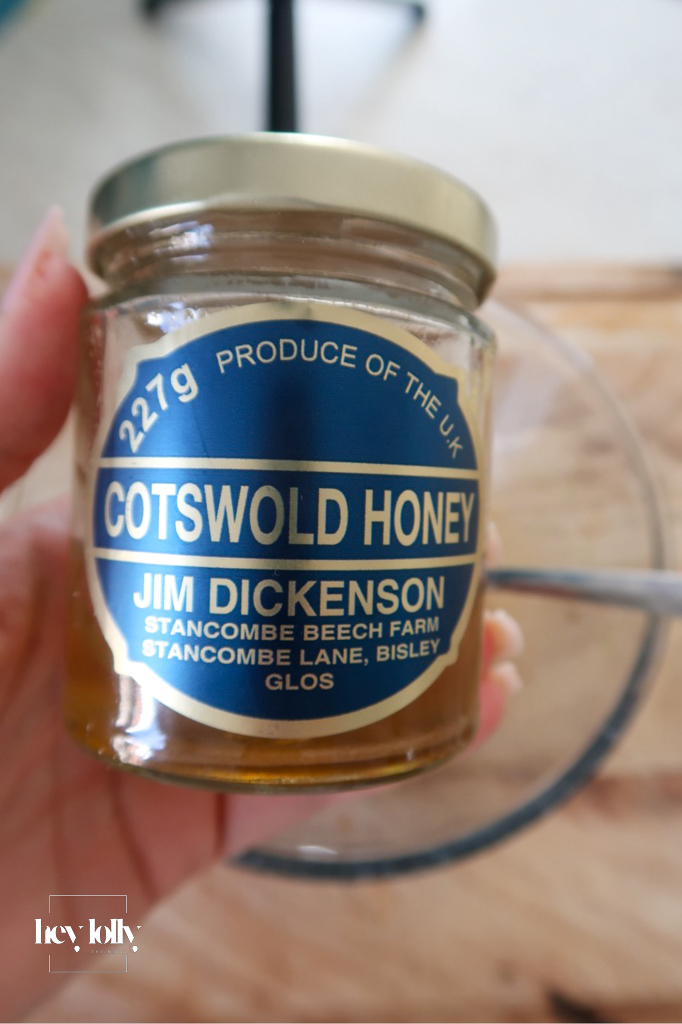 227g PRODUCE OF THE U.K
COTSWOLD HONEY
JIM DICKENSON
STANCOMBE BEECH FARM
STANCOMBE LANE, BISLEY
GLOS
hey lolly